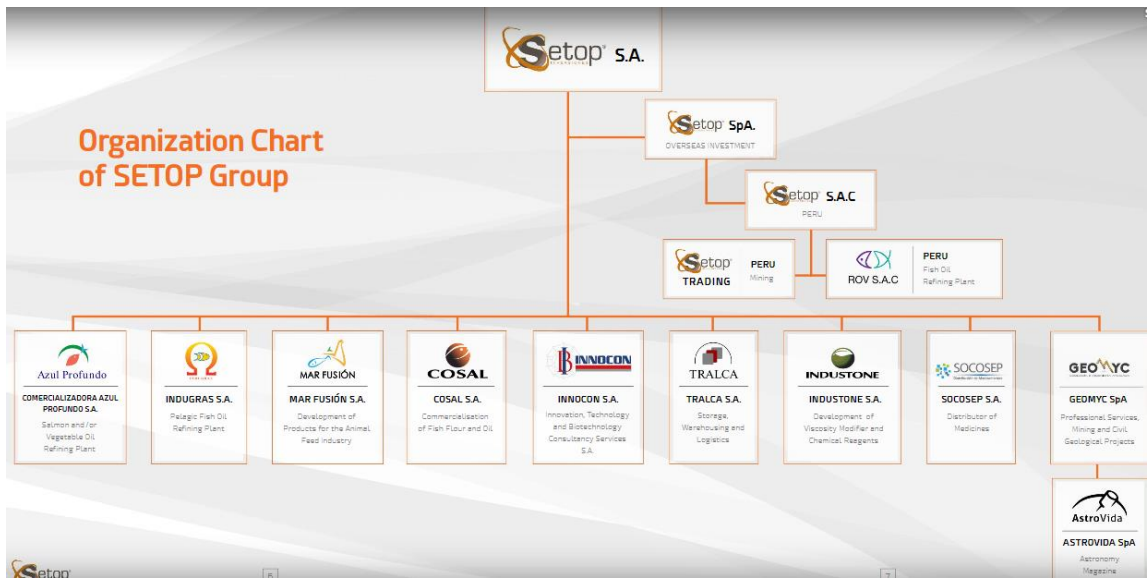 Setop® S.A.
Organization Chart
of SETOP Group
Setop® SpA.
OVERSEAS INVESTMENT
Setop® S.A.C
PERU
Setop®
TRADING
PERU
Mining
ROV S.A.C
PERU
Fish Oil
Refining Plant
Azul Profundo
COMERCIALIZADORA AZUL
PROFUNDO S.A.
Salmon and /or
Vegetable Oil
Refining Plant
INDUGRAS S.A.
Pelagic Fish Oil
Refining Plant
MAR FUSIÓN
MAR FUSIÓN S.A.
Development of
Products for the Animal
Feed Industry
COSAL
COSAL S.A.
Commercialisation
of Fish Flour and Oil
INNOCON
INNOCON S.A.
Innovation, Technology
and Biotechnology
Consultancy Services
S.A.
TRALCA
TRALCA S.A.
Storage,
Warehousing and
Logistics
INDUSTONE
INDUSTONE S.A.
Development of
Viscosity Modifier and
Chemical Reagents
SOCOSEP
SOCOSEP S.A.
Distributor of
Medicines
GEOMYC
GEOMYC SpA
Professional Services,
Mining and Civil
Geological Projects
AstroVida
ASTROVIDA SpA
Astronomy
Magazine
Setop®
6
7